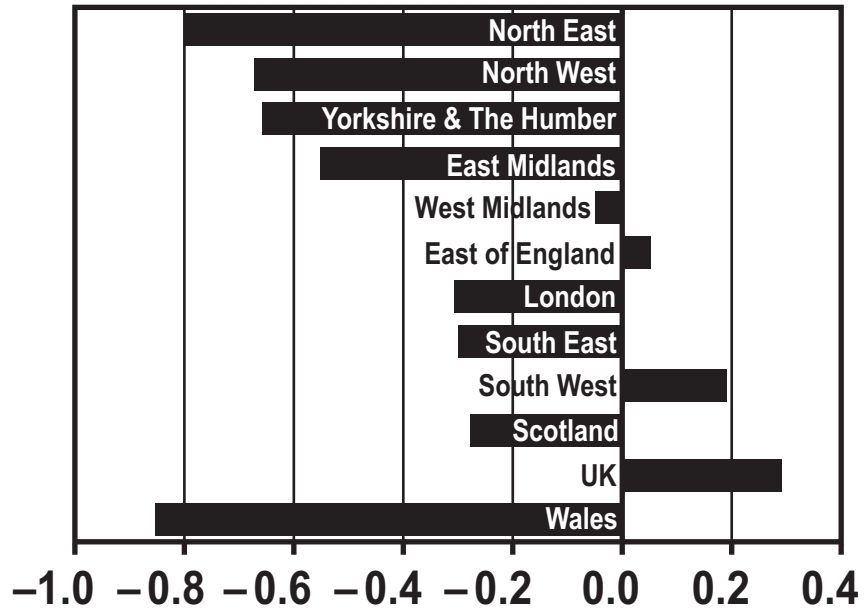 North East
North West
Yorkshire & The Humber
East Midlands
West Midlands
East of England
London
South East
South West
Scotland
UK
Wales
–1.0 –0.8 –0.6 –0.4 –0.2 0.0 0.2 0.4